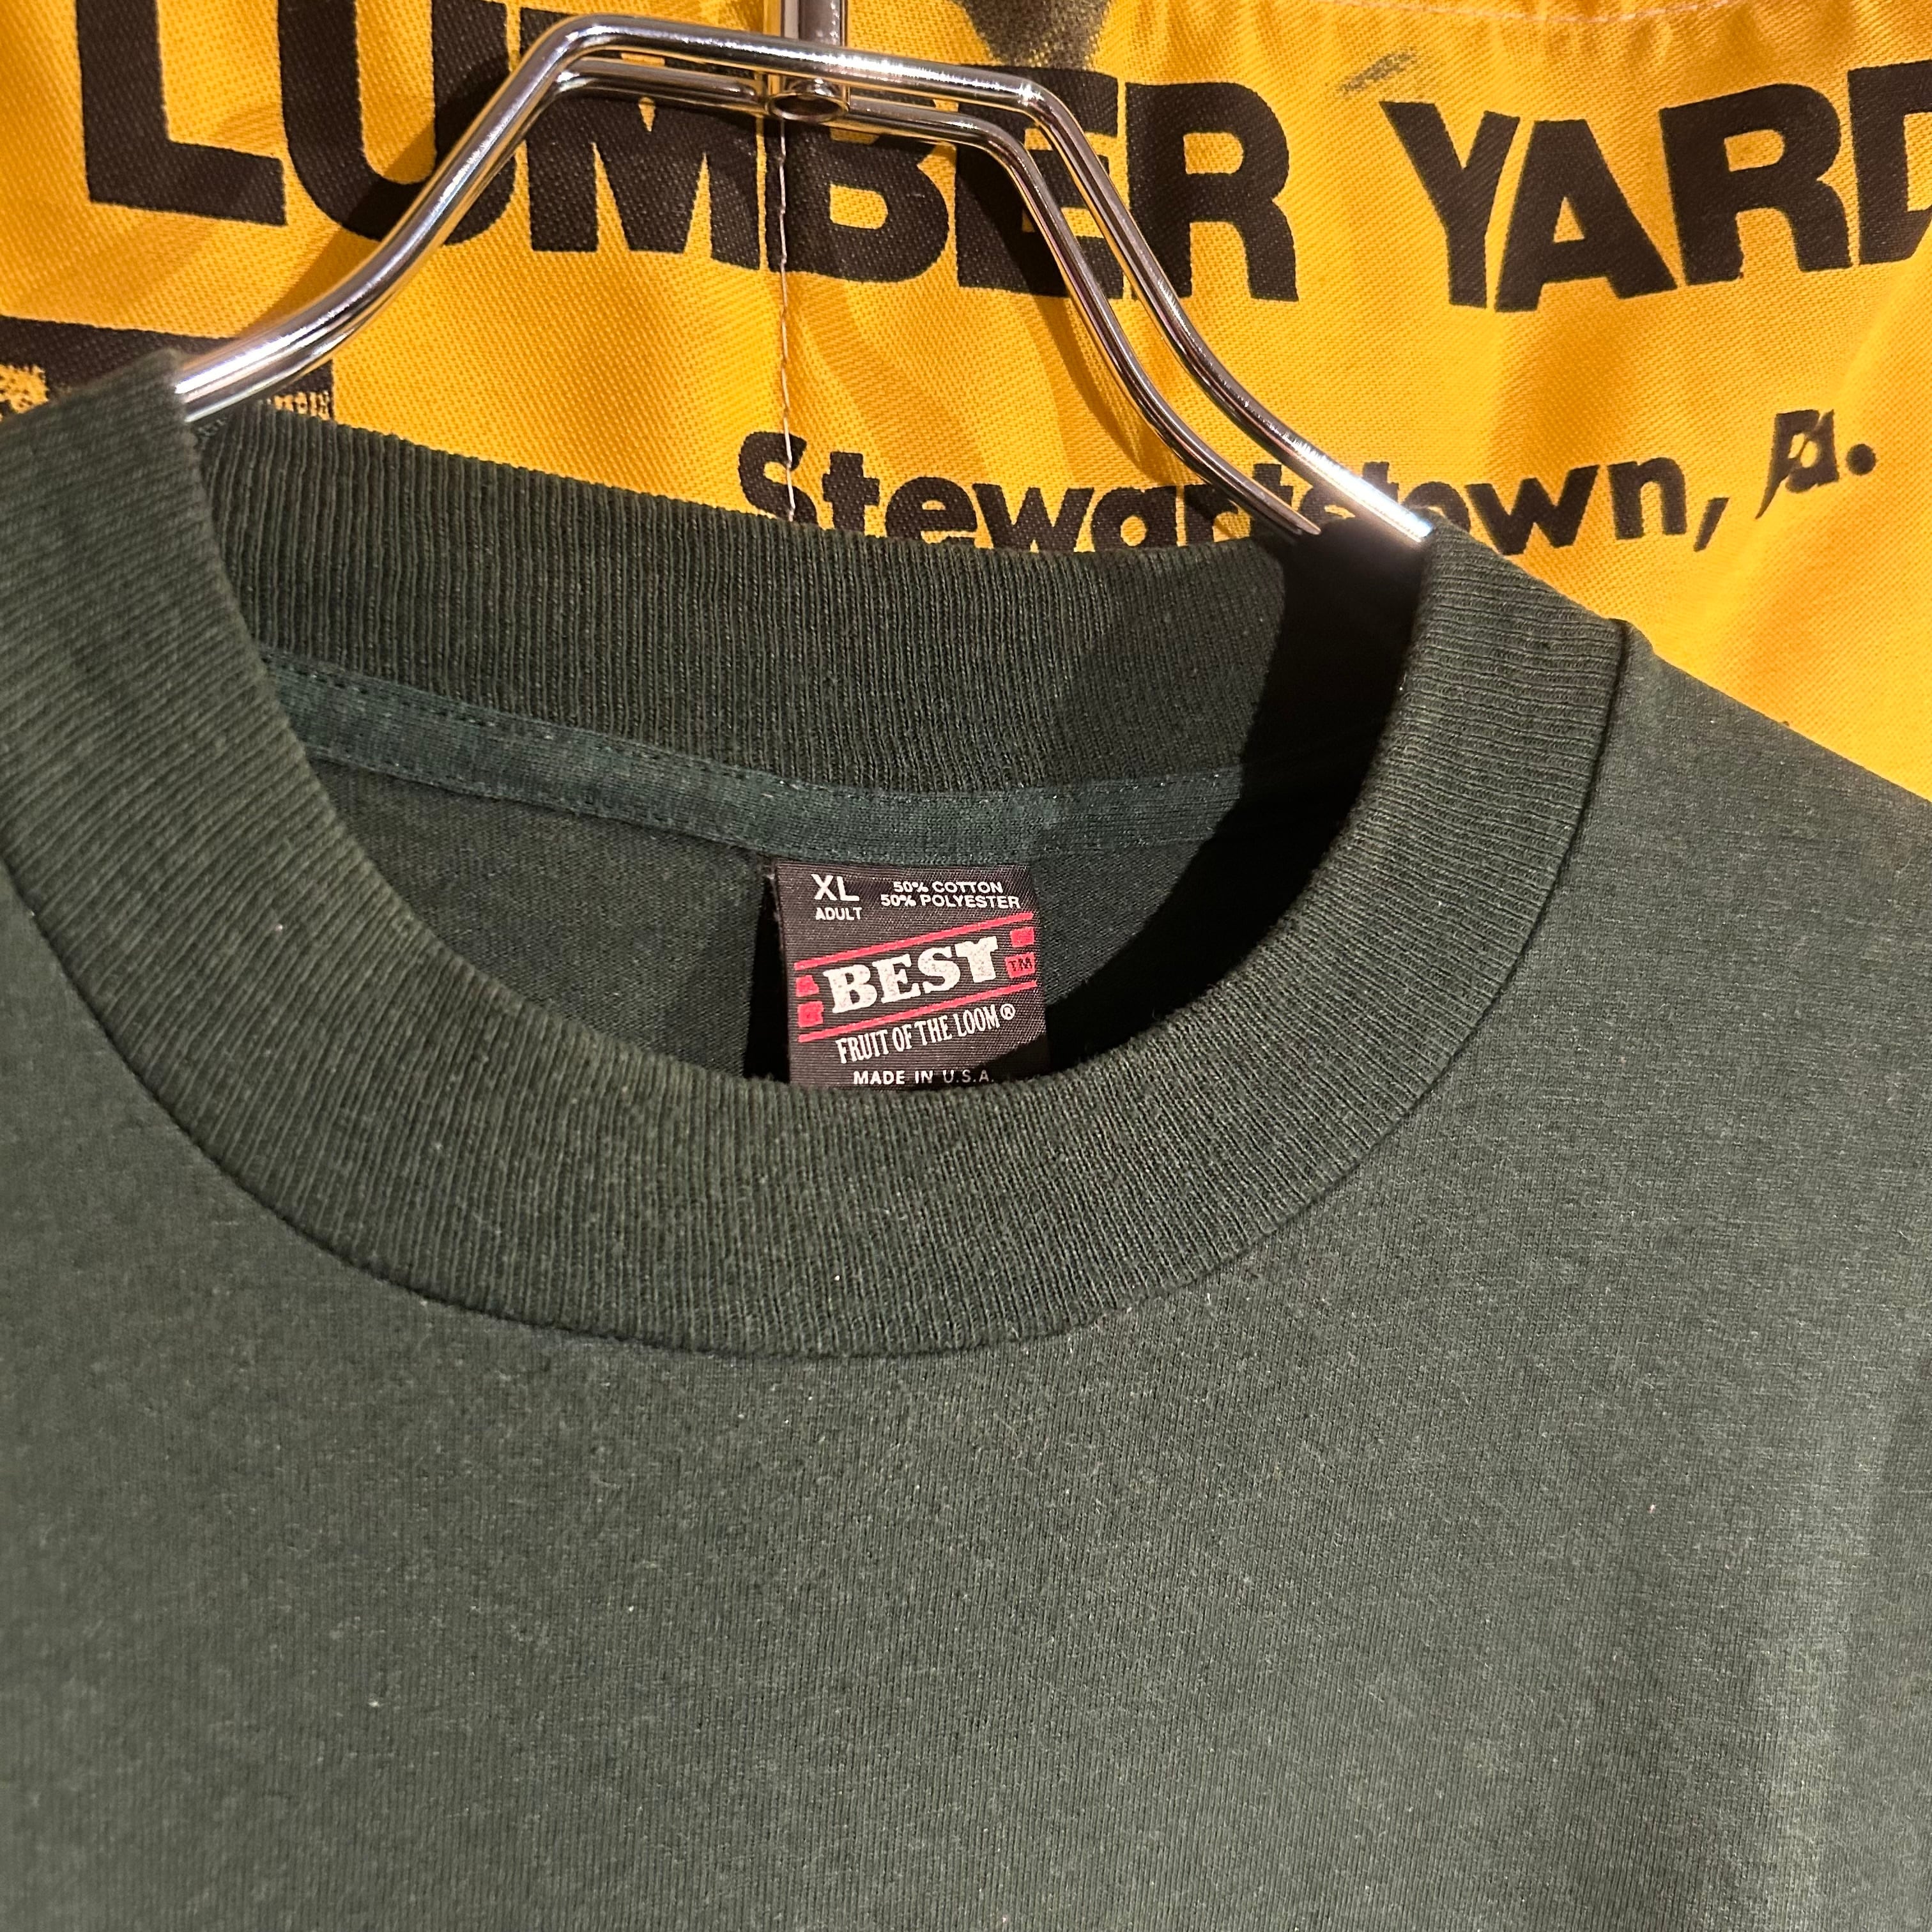 LUMBER YARD
Stewartstown, Pa.
XL
ADULT
50% COTTON
50% POLYESTER
BEST
TM
FRUIT OF THE LOOM®
MADE IN U.S.A.